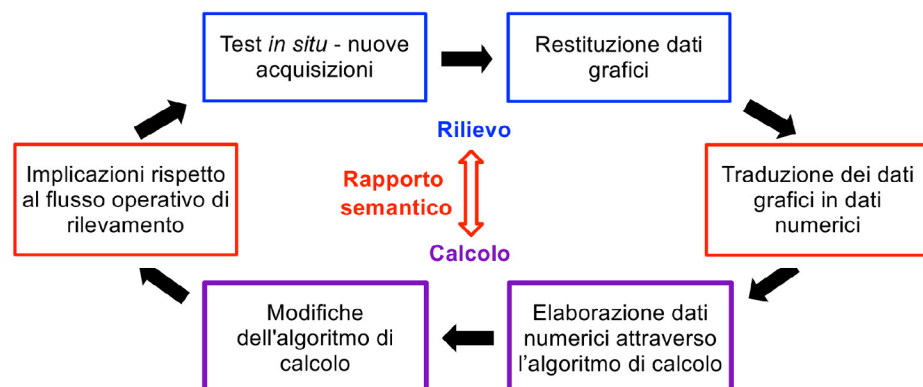 Test in situ - nuove
acquisizioni
Restituzione dati
grafici
Rilievo
Implicazioni rispetto
al flusso operativo di
rilevamento
Rapporto
semantico
Traduzione dei dati
grafici in dati
numerici
Calcolo
Modifiche
dell'algoritmo di
calcolo
Elaborazione dati
numerici attraverso
l’algoritmo di calcolo